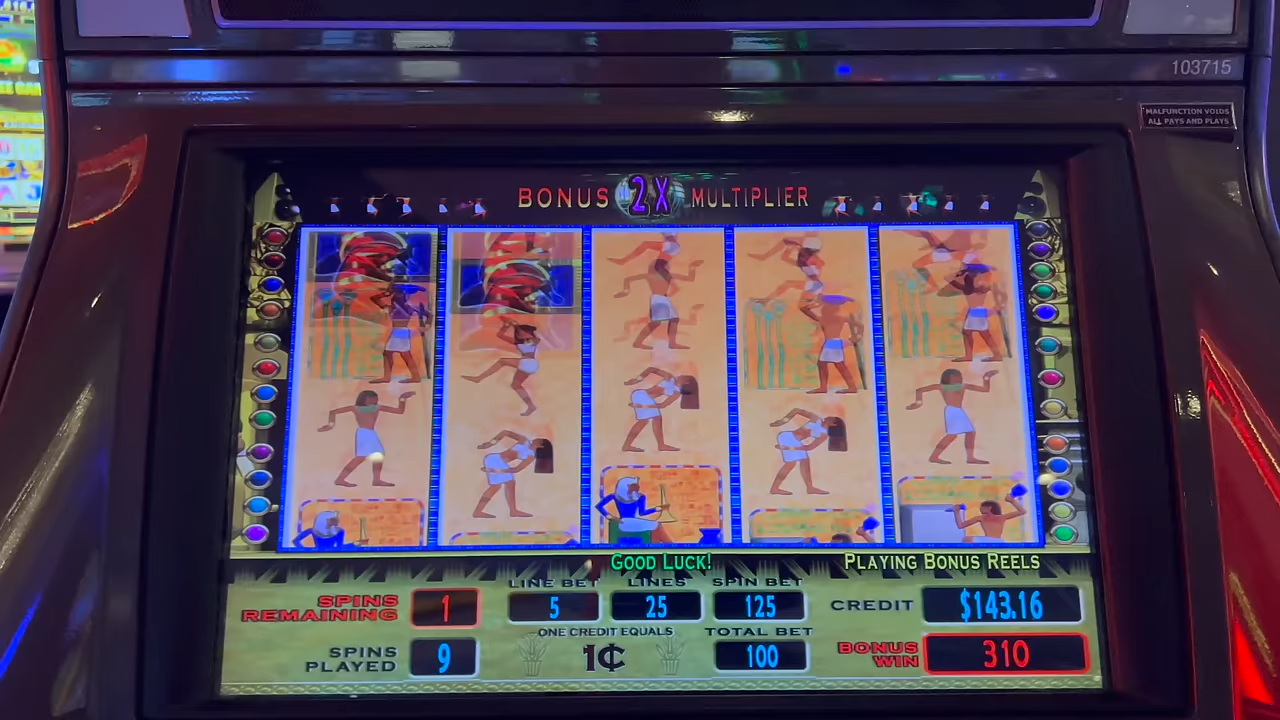 103715
MALFUNCTION VOIDS
ALL PAYS AND PLAYS
BONUS 2X MULTIPLIER
GOOD LUCK!
PLAYING BONUS REELS
LINE BET LINES SPIN BET
SPINS REMAINING 1
5 25 125
CREDIT $143.16
ONE CREDIT EQUALS
TOTAL BET
SPINS PLAYED 9
1¢
100
BONUS WIN 310